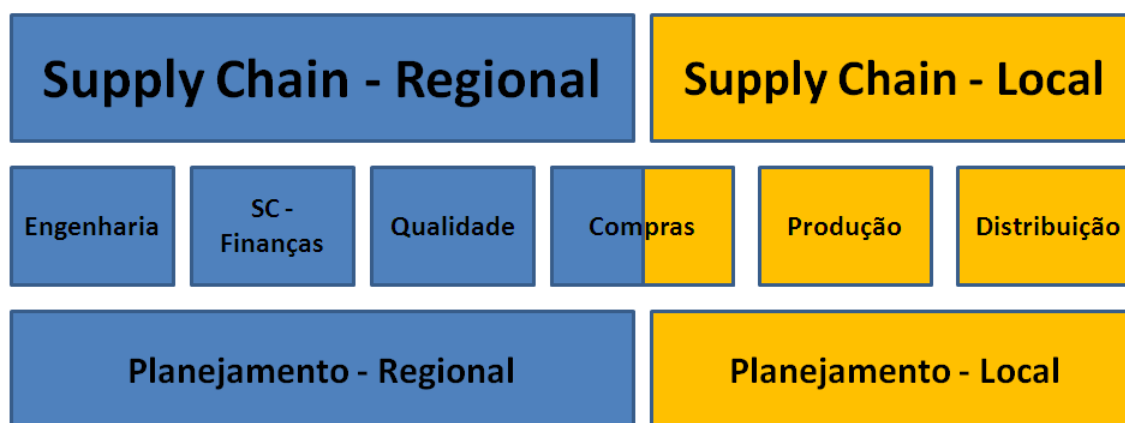 Supply Chain - Regional
Supply Chain - Local
Engenharia
SC -
Finanças
Qualidade
Compras
Produção
Distribuição
Planejamento - Regional
Planejamento - Local